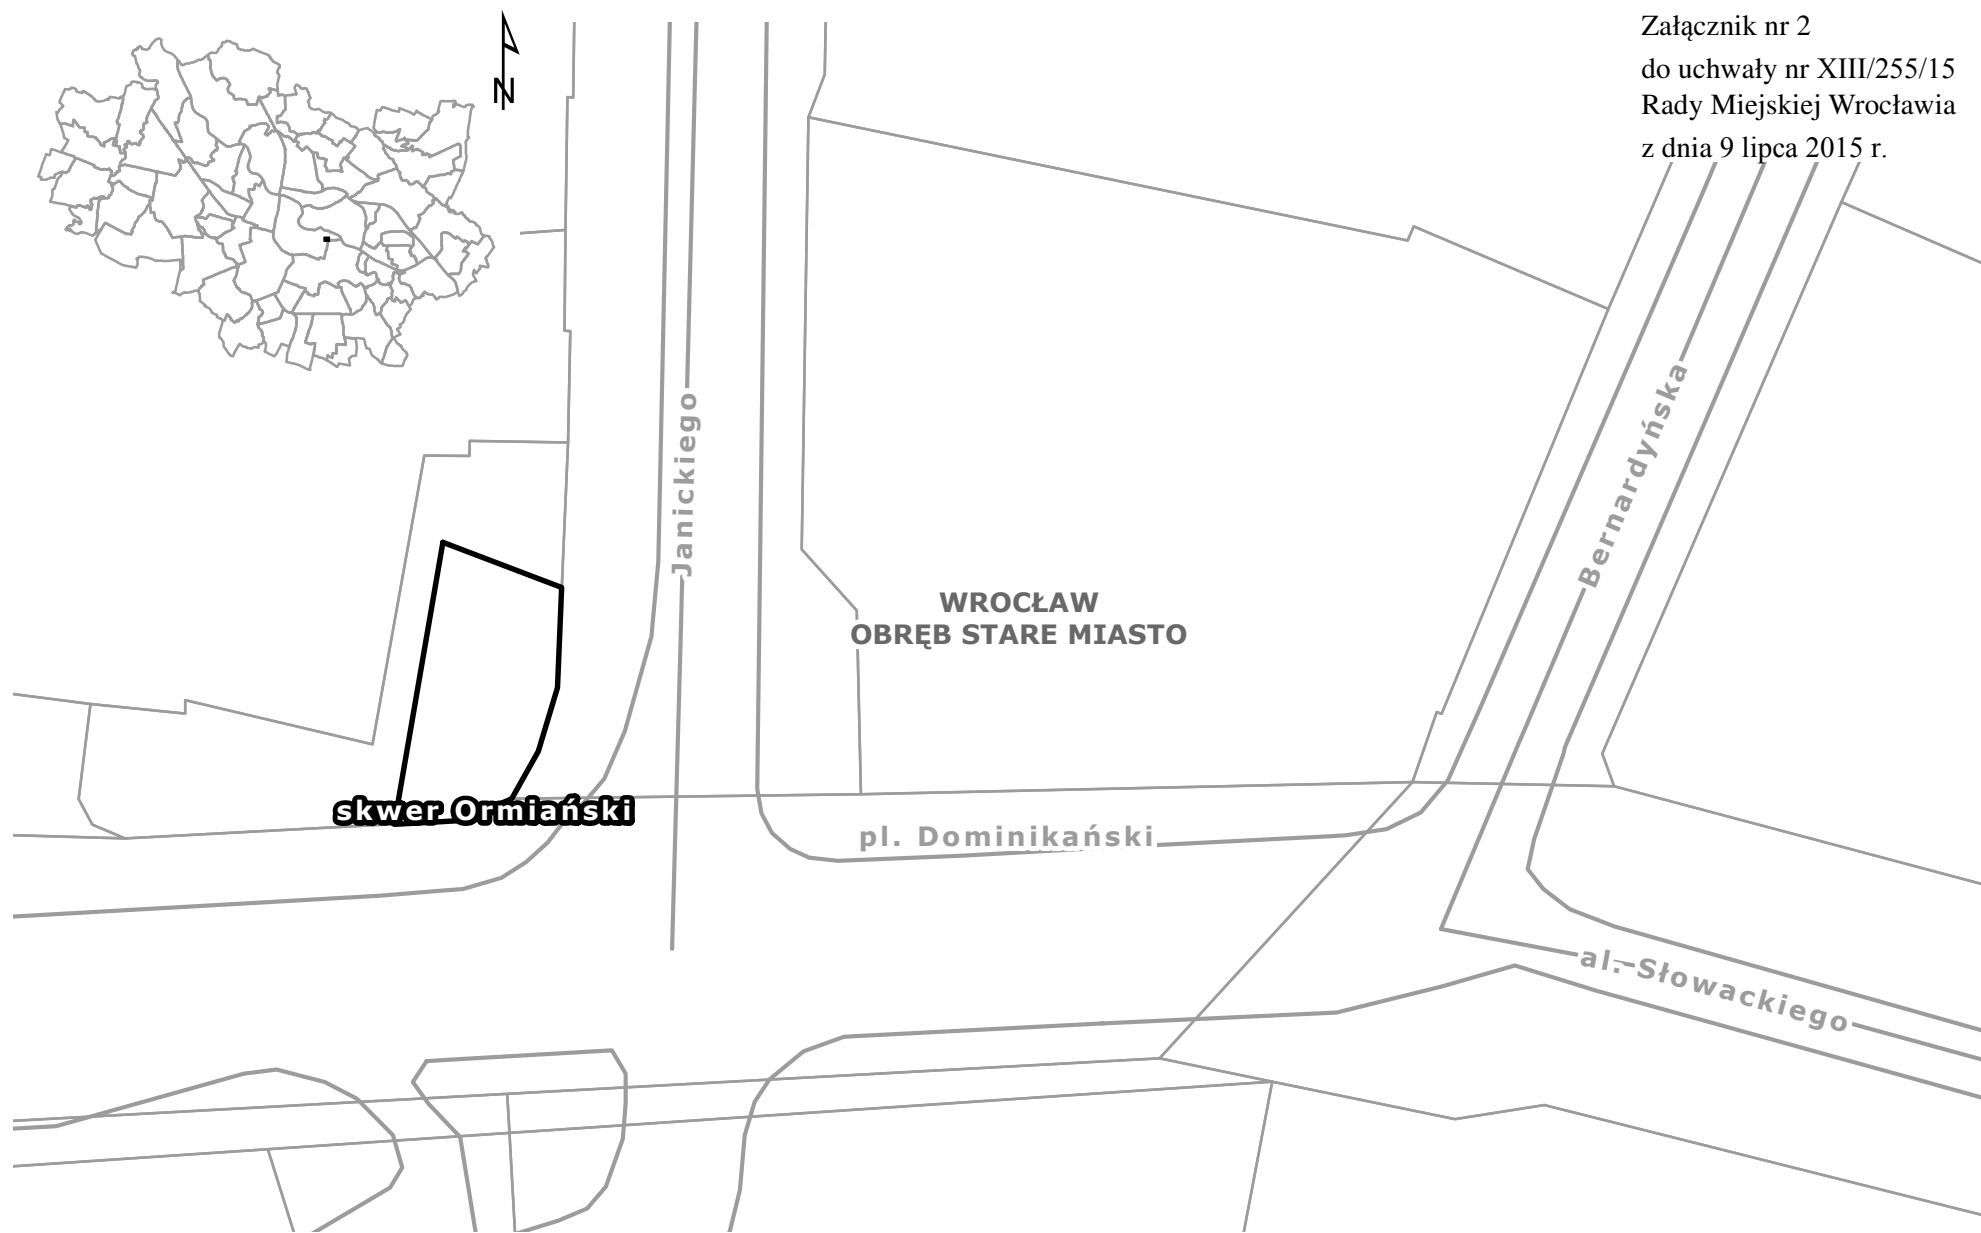 Załącznik nr 2
do uchwały nr XIII/255/15
Rady Miejskiej Wrocławia
z dnia 9 lipca 2015 r.
N
Janickiego
Bernardyńska
WROCŁAW
OBRĘB STARE MIASTO
skwer Ormiański
pl. Dominikański
al. Słowackiego